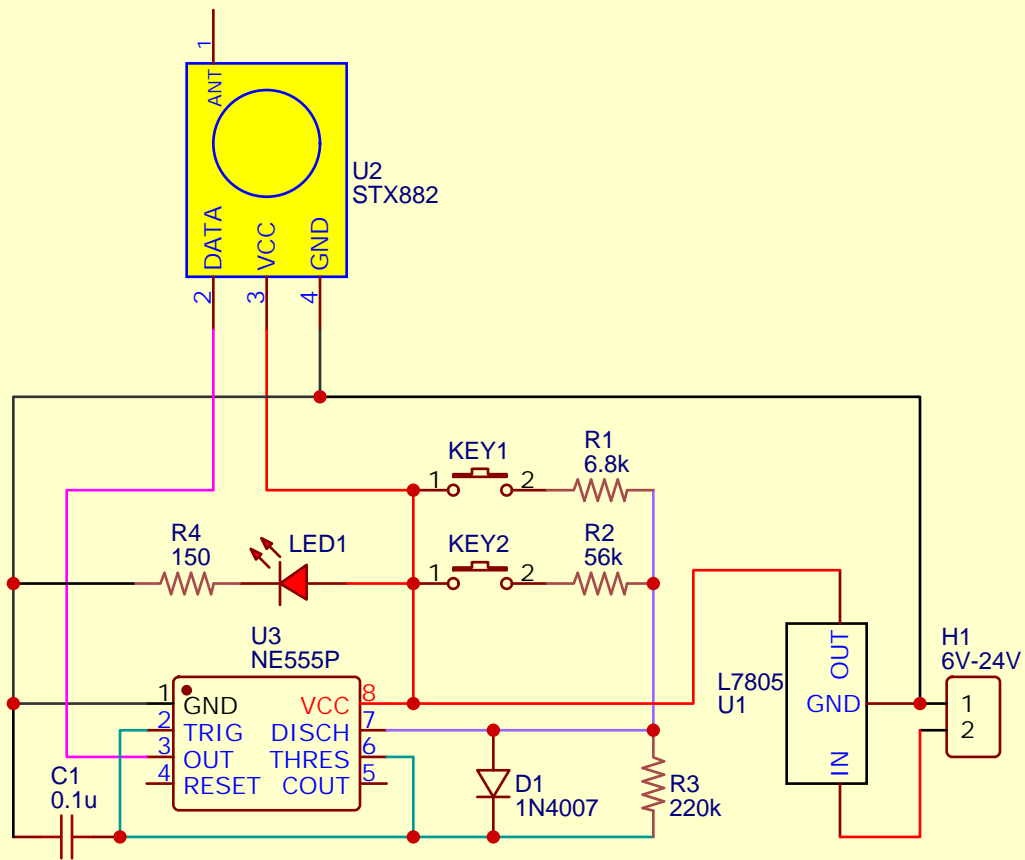 1
ANT
U2
STX882
DATA
VCC
GND
2
3
4
KEY1
1
2
R1
6.8k
R4
150
LED1
KEY2
1
2
R2
56k
U3
NE555P
1
GND
VCC
8
2
TRIG
DISCH
7
3
OUT
THRES
6
4
RESET
COUT
5
L7805
U1
OUT
GND
IN
H1
6V-24V
1
2
C1
0.1u
D1
1N4007
R3
220k